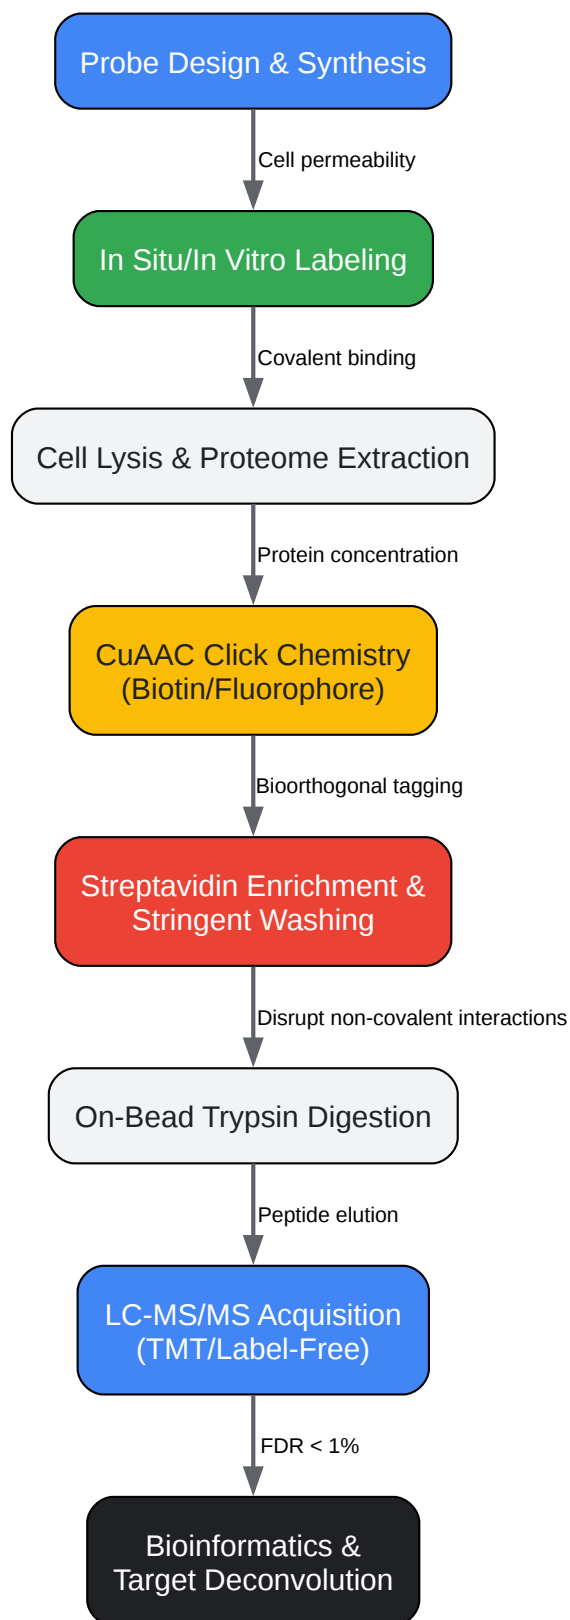 Probe Design & Synthesis
Cell permeability
In Situ/In Vitro Labeling
Covalent binding
Cell Lysis & Proteome Extraction
Protein concentration
CuAAC Click Chemistry
(Biotin/Fluorophore)
Bioorthogonal tagging
Streptavidin Enrichment &
Stringent Washing
Disrupt non-covalent interactions
On-Bead Trypsin Digestion
Peptide elution
LC-MS/MS Acquisition
(TMT/Label-Free)
FDR < 1%
Bioinformatics &
Target Deconvolution